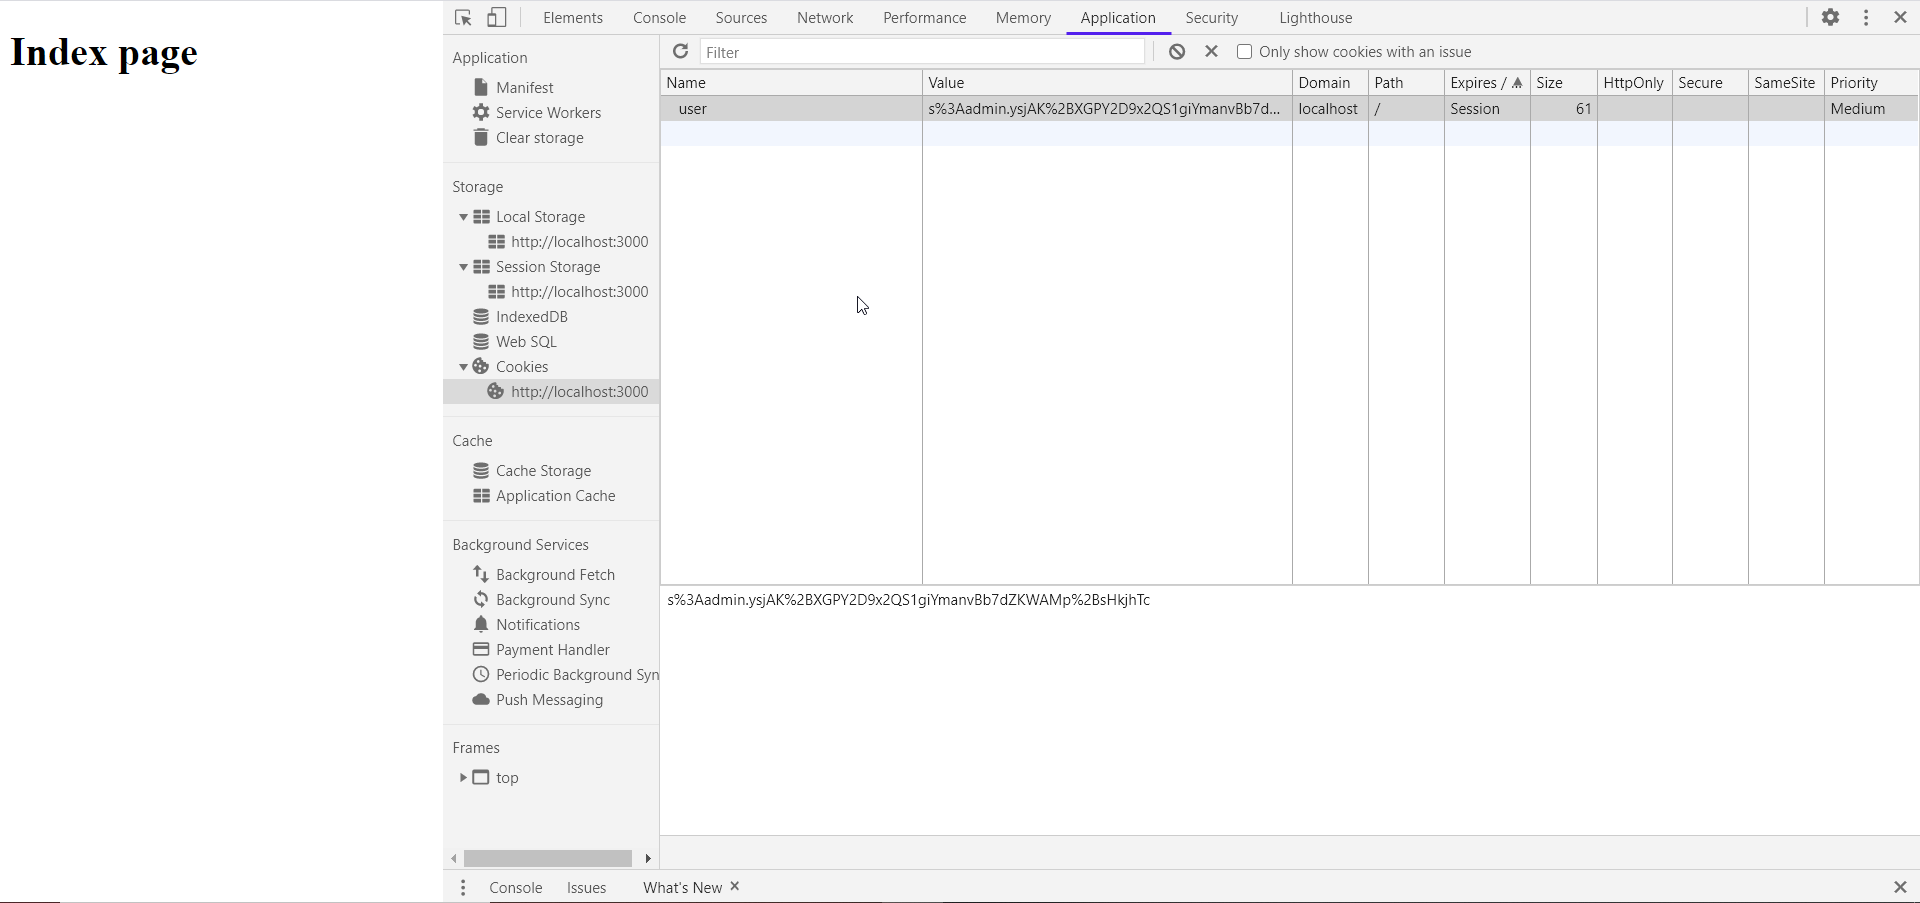 Index page
Elements Console Sources Network Performance Memory Application Security Lighthouse
Application
Manifest
Service Workers
Clear storage
Storage
Local Storage
http://localhost:3000
Session Storage
http://localhost:3000
IndexedDB
Web SQL
Cookies
http://localhost:3000
Cache
Cache Storage
Application Cache
Background Services
Background Fetch
Background Sync
Notifications
Payment Handler
Periodic Background Syn
Push Messaging
Frames
top
Filter Only show cookies with an issue
Name Value Domain Path Expires / Size HttpOnly Secure SameSite Priority
user s%3Aadmin.ysjAK%2BXGPY2D9x2QS1giYmanvBb7d... localhost / Session 61 Medium
s%3Aadmin.ysjAK%2BXGPY2D9x2QS1giYmanvBb7dZKWAMp%2BsHkjhTc
Console Issues What's New